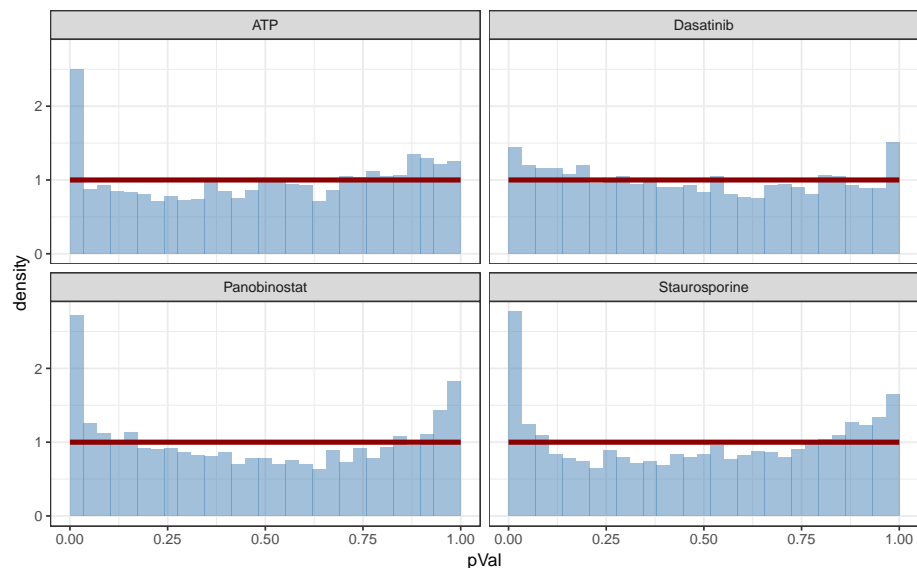 ATP
Dasatinib
2
1
0
Panobinostat
Staurosporine
2
1
0
density
0.00 0.25 0.50 0.75 1.00 0.00 0.25 0.50 0.75 1.00
pVal